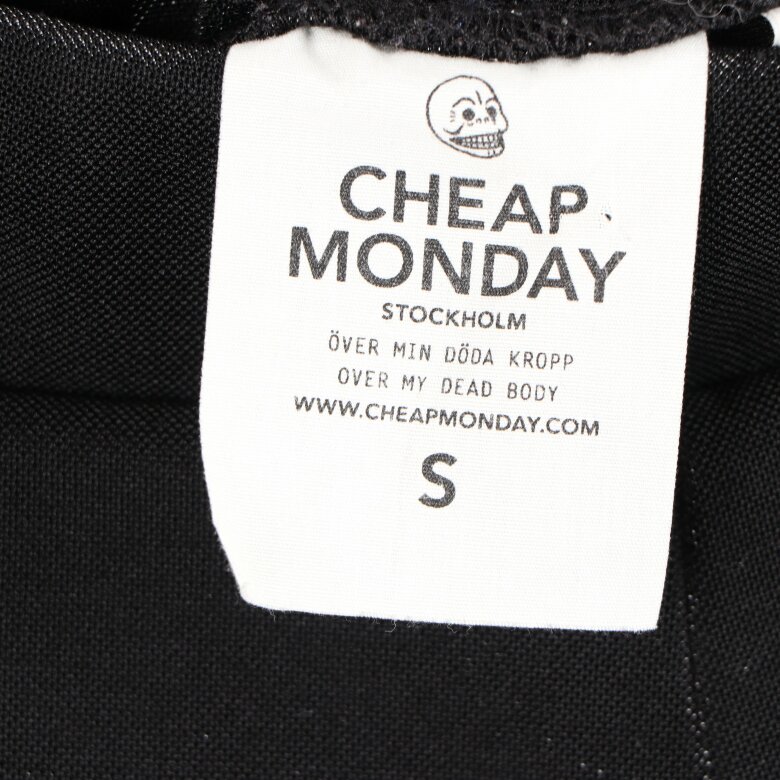 CHEAP
MONDAY
STOCKHOLM
ÖVER MIN DÖDA KROPP
OVER MY DEAD BODY
WWW.CHEAPMONDAY.COM
S